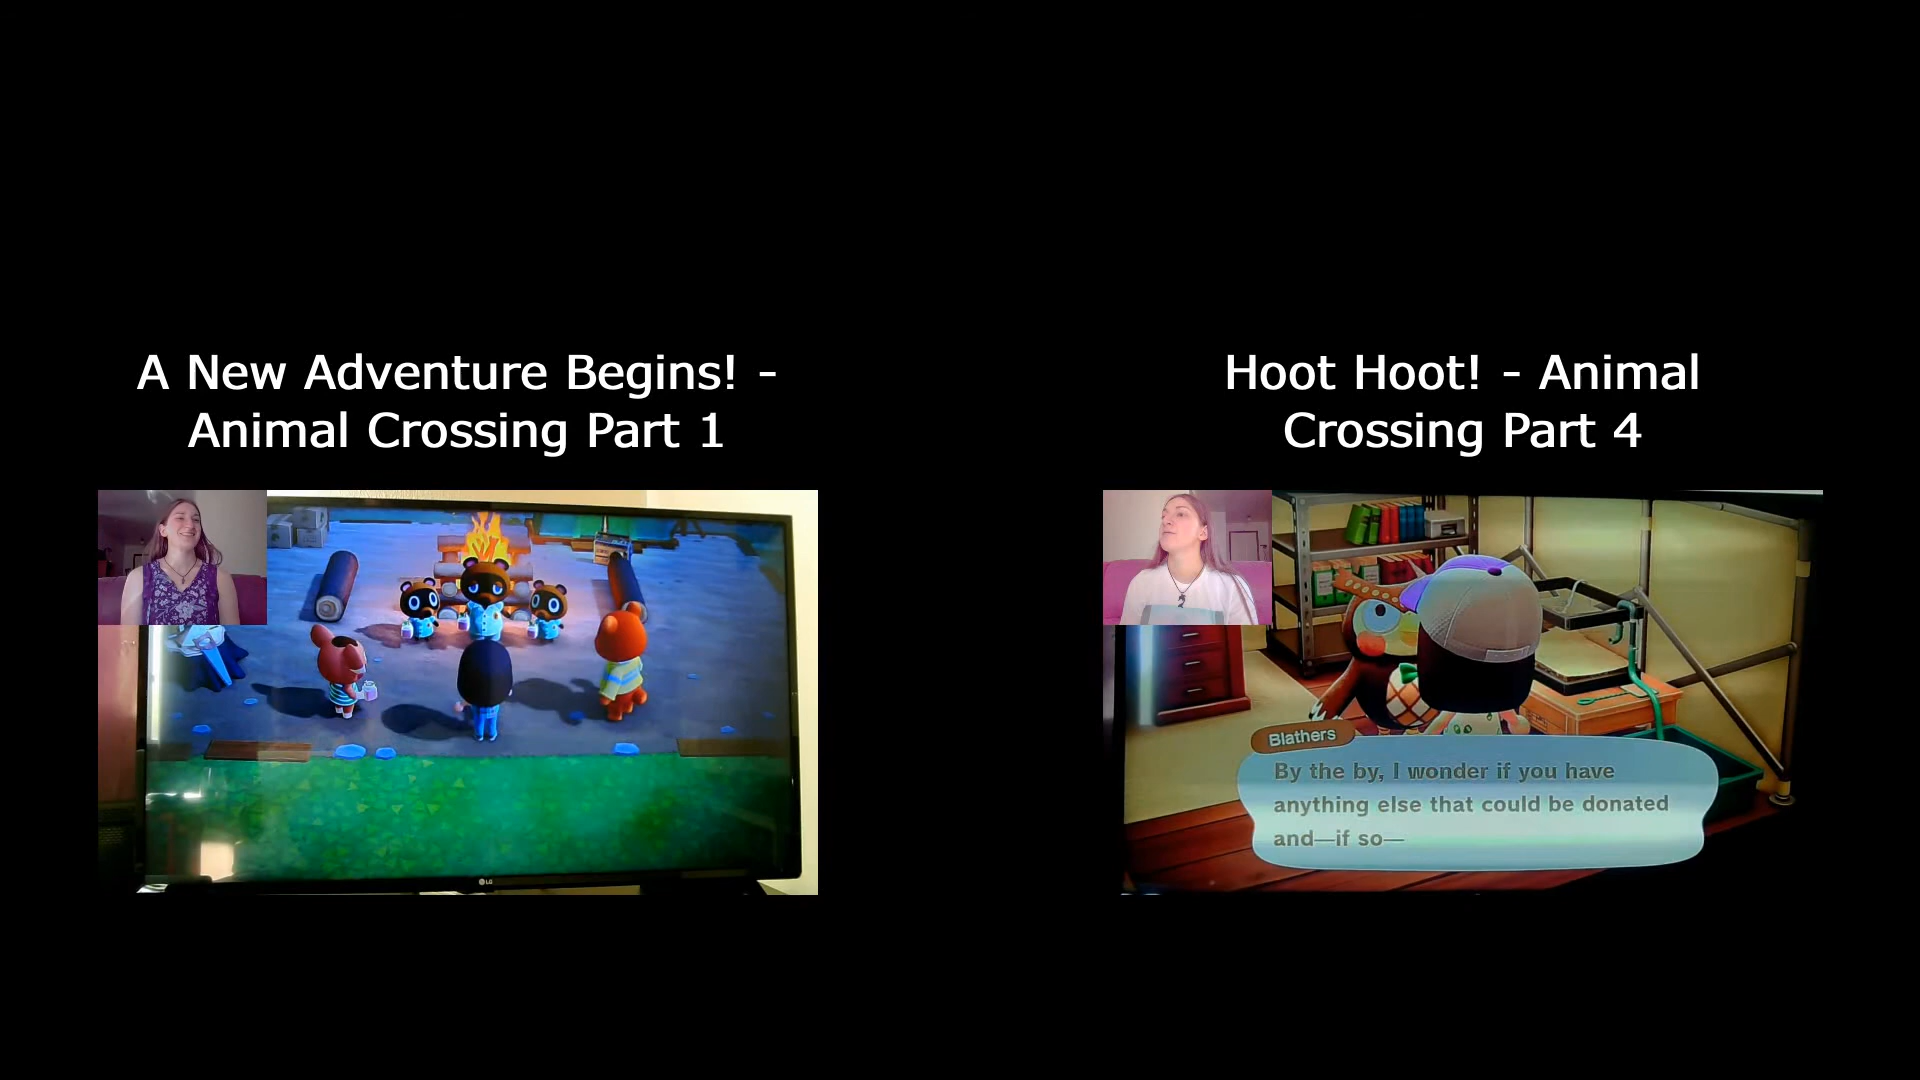 A New Adventure Begins! -
Animal Crossing Part 1
Hoot Hoot! - Animal
Crossing Part 4
Blathers
By the by, I wonder if you have
anything else that could be donated
and—if so—
LG